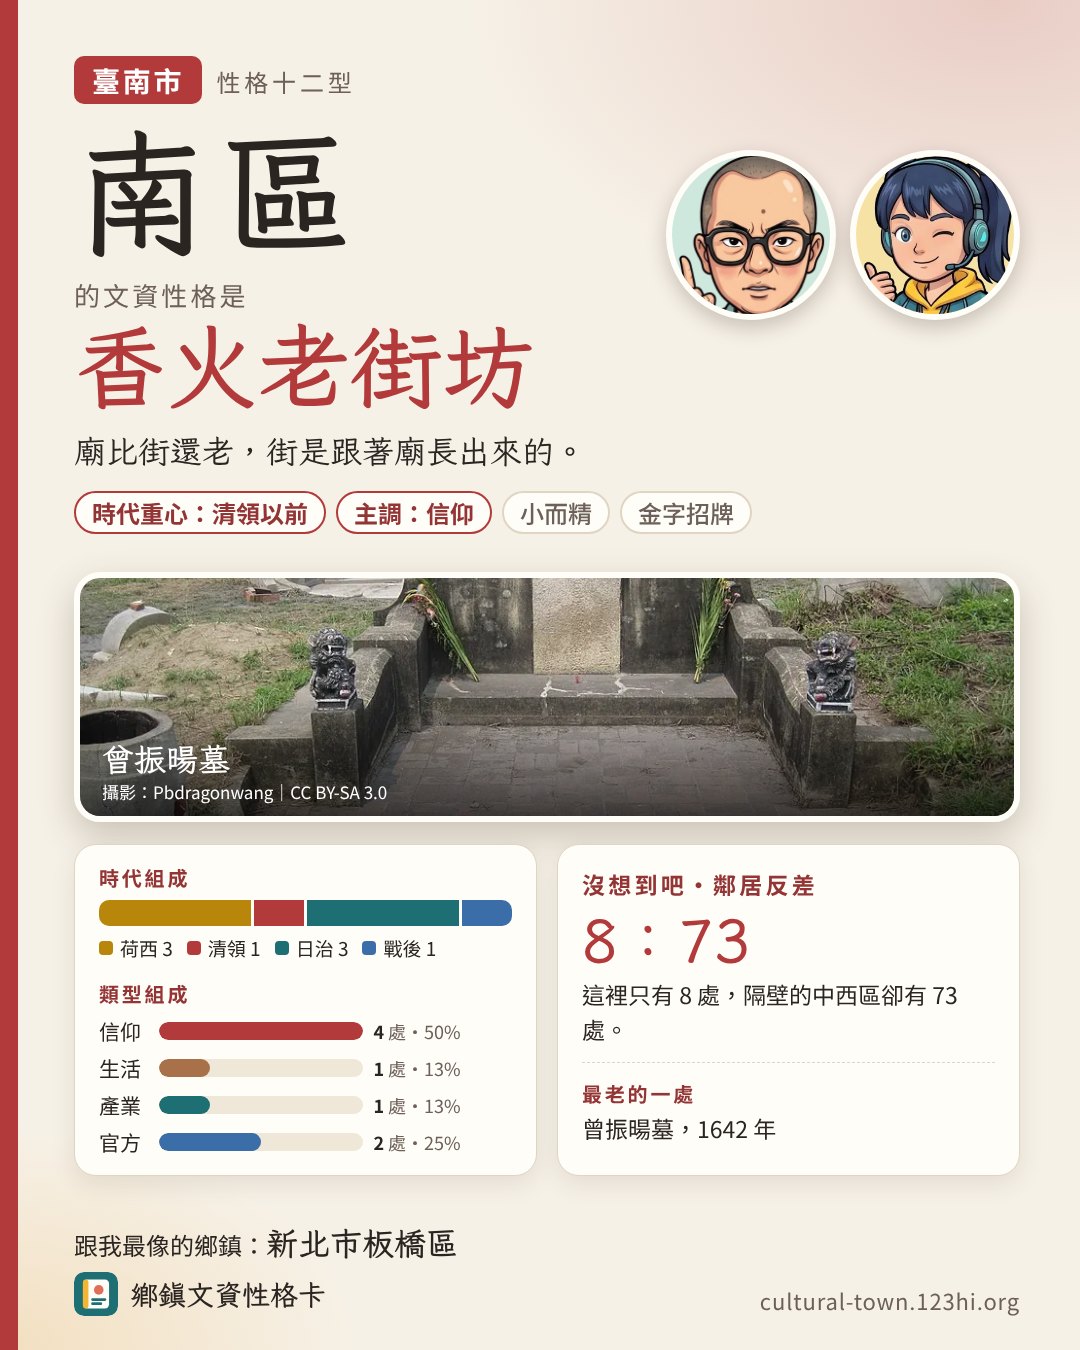 臺南市 性格十二型
南區
的文資性格是
香火老街坊
廟比街還老，街是跟著廟長出來的。
時代重心：清領以前 主調：信仰 小而精 金字招牌
曾振暘墓
攝影：Pbdragonwang｜CC BY-SA 3.0
時代組成
荷西 3 清領 1 日治 3 戰後 1
類型組成
信仰 4 處・50%
生活 1 處・13%
產業 1 處・13%
官方 2 處・25%
沒想到吧・鄰居反差
8：73
這裡只有 8 處，隔壁的中西區卻有 73
處。
最老的一處
曾振暘墓，1642 年
跟我最像的鄉鎮：新北市板橋區
鄉鎮文資性格卡
cultural-town.123hi.org